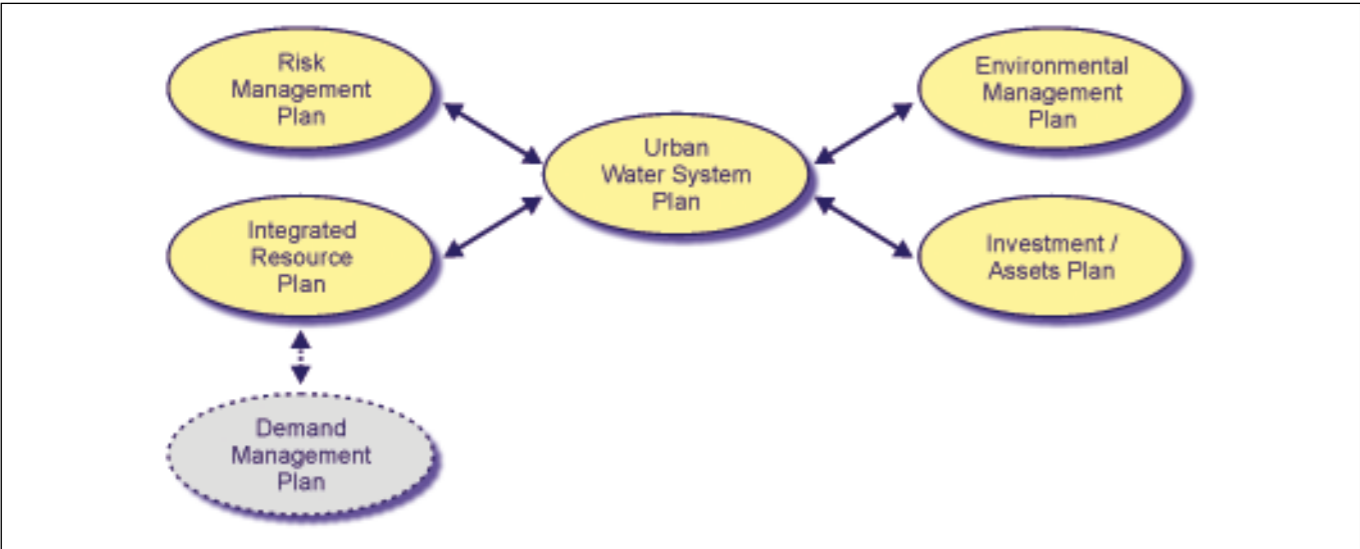 Risk
Management
Plan
Environmental
Management
Plan
Urban
Water System
Plan
Integrated
Resource
Plan
Investment /
Assets Plan
Demand
Management
Plan